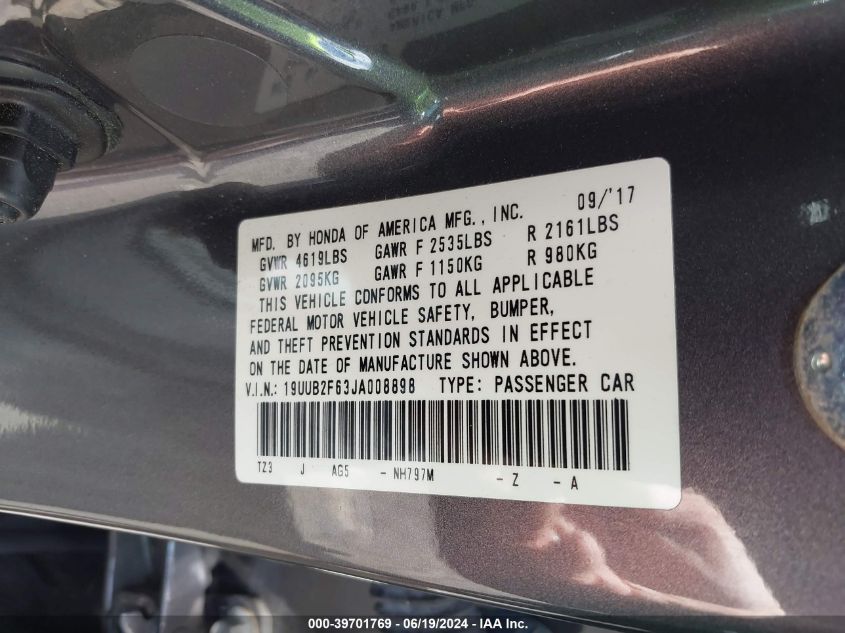 MFD. BY HONDA OF AMERICA MFG., INC. 09/'17
GVWR 4619LBS GAWR F 2535LBS R 2161LBS
GVWR 2095KG GAWR F 1150KG R 980KG
THIS VEHICLE CONFORMS TO ALL APPLICABLE
FEDERAL MOTOR VEHICLE SAFETY, BUMPER,
AND THEFT PREVENTION STANDARDS IN EFFECT
ON THE DATE OF MANUFACTURE SHOWN ABOVE.
V.I.N.: 19UUB2F63JA008898 TYPE: PASSENGER CAR
TZ3 J AG5 - NH797M - Z - A
000-39701769 - 06/19/2024 - IAA Inc.